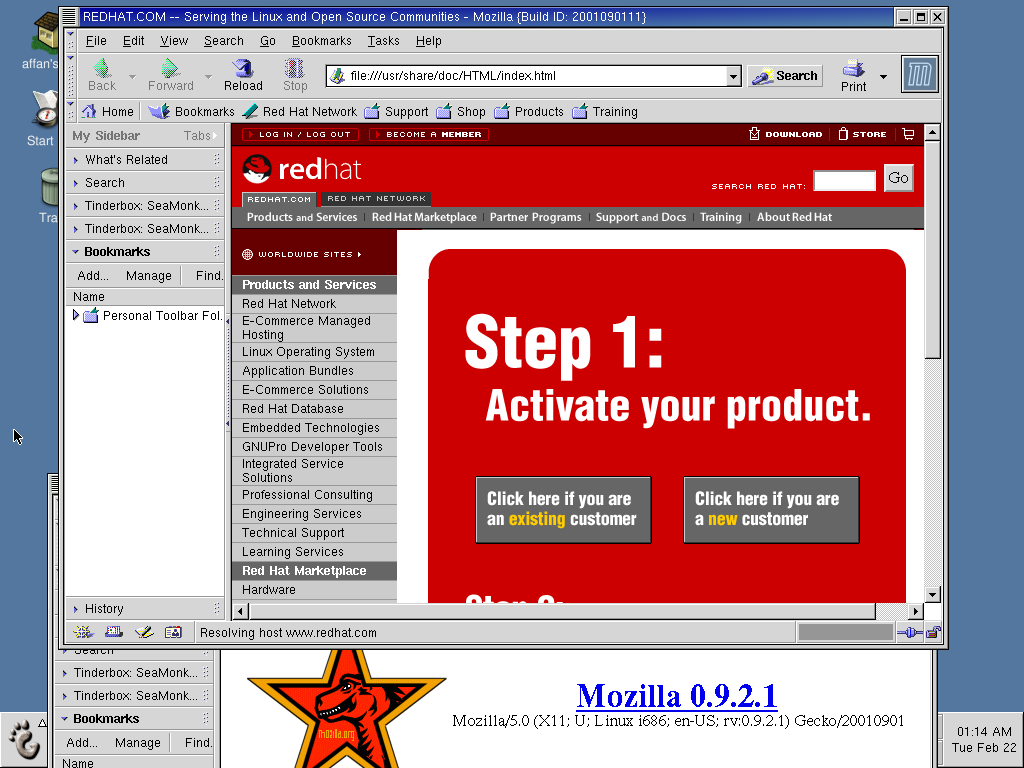 REDHAT.COM -- Serving the Linux and Open Source Communities - Mozilla {Build ID: 2001090111}
File Edit View Search Go Bookmarks Tasks Help
Back Forward Reload Stop file:///usr/share/doc/HTML/index.html Search Print
Home Bookmarks Red Hat Network Support Shop Products Training
affan's
Start
Tra
My Sidebar Tabs
What's Related
Search
Tinderbox: SeaMonk...
Tinderbox: SeaMonk...
Bookmarks
Add... Manage Find.
Name
Personal Toolbar Fol.
History
LOG IN / LOG OUT BECOME A MEMBER DOWNLOAD STORE
redhat
SEARCH RED HAT: Go
REDHAT.COM RED HAT NETWORK
Products and Services Red Hat Marketplace Partner Programs Support and Docs Training About Red Hat
WORLDWIDE SITES
Products and Services
Red Hat Network
E-Commerce Managed
Hosting
Linux Operating System
Application Bundles
E-Commerce Solutions
Red Hat Database
Embedded Technologies
GNUPro Developer Tools
Integrated Service
Solutions
Professional Consulting
Engineering Services
Technical Support
Learning Services
Red Hat Marketplace
Hardware
Step 1:
Activate your product.
Click here if you are
an existing customer
Click here if you are
a new customer
Step 2:
Resolving host www.redhat.com
Search
Tinderbox: SeaMonk...
Tinderbox: SeaMonk...
Bookmarks
Add... Manage Find.
Name
mozilla.org
Mozilla 0.9.2.1
Mozilla/5.0 (X11; U; Linux i686; en-US; rv:0.9.2.1) Gecko/20010901
01:14 AM
Tue Feb 22